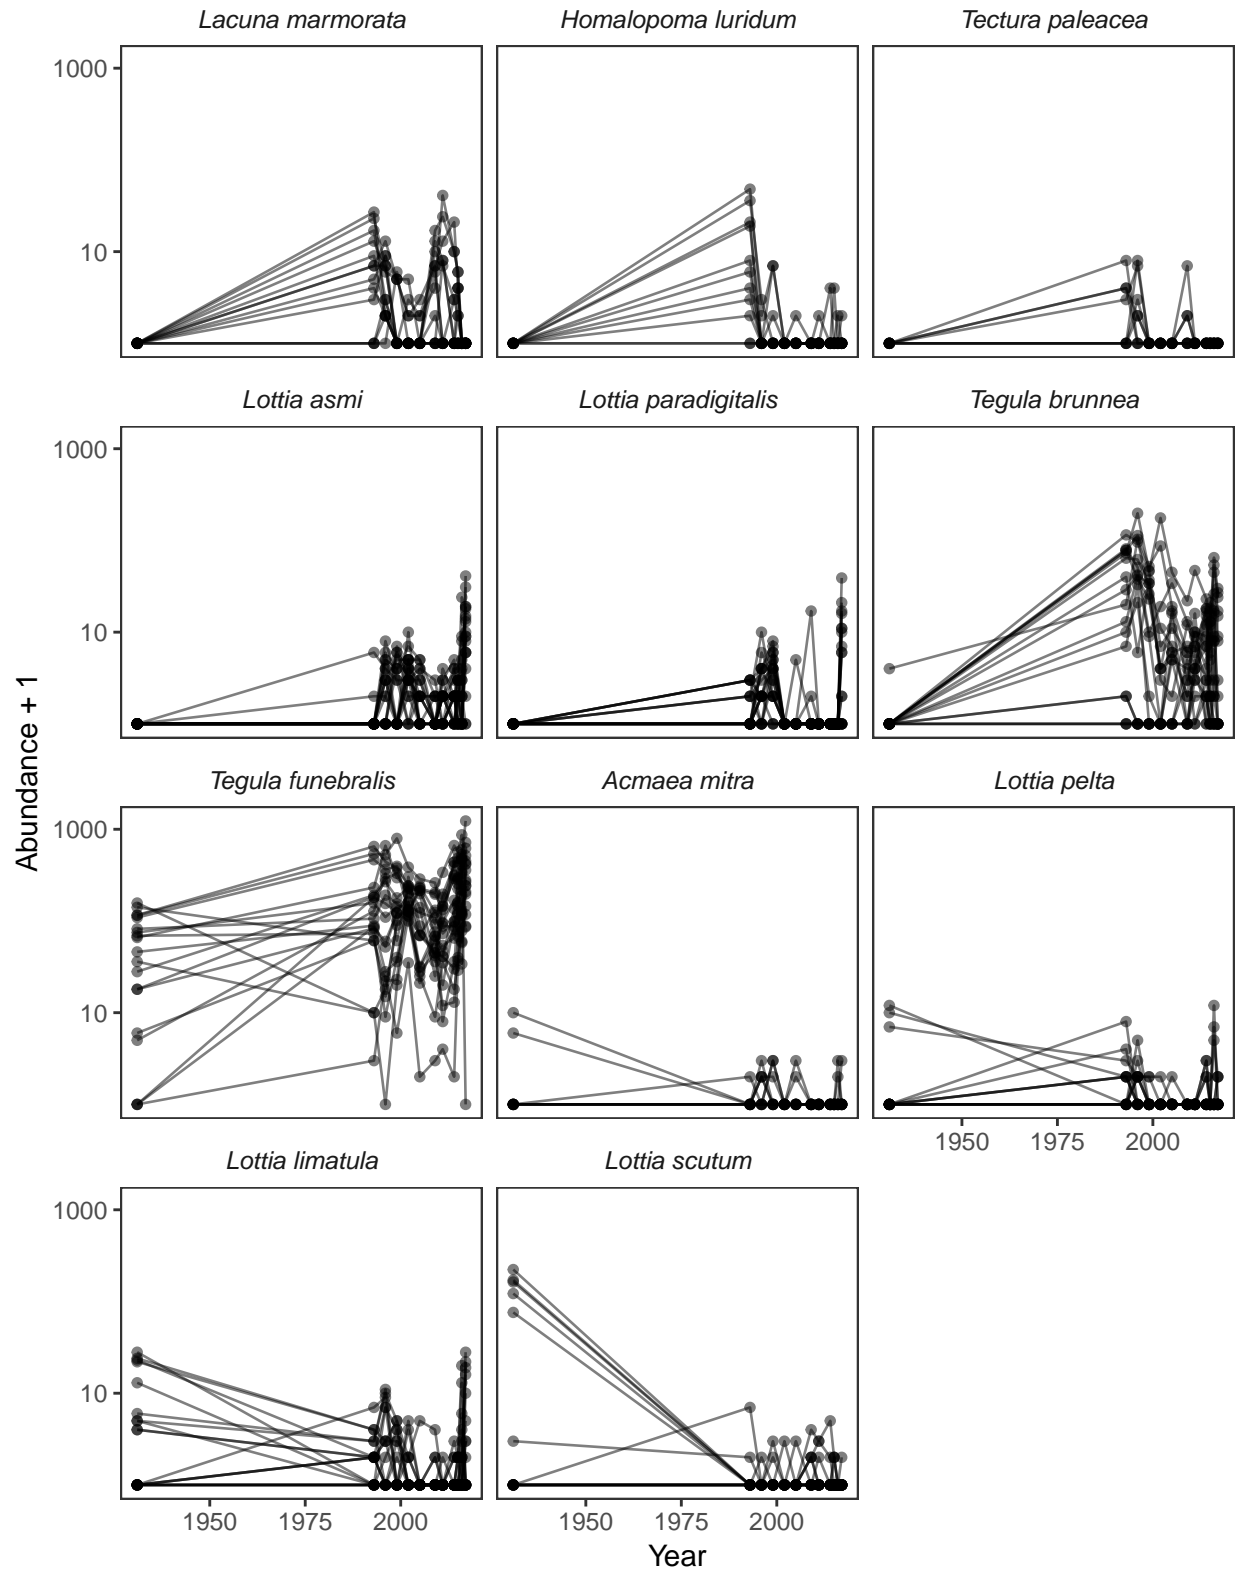 Lacuna marmorata
Homalopoma luridum
Tectura paleacea
1000
10
Lottia asmi
Lottia paradigitalis
Tegula brunnea
1000
10
Abundance + 1
Tegula funebralis
Acmaea mitra
Lottia pelta
1000
10
1950 1975 2000
Lottia limatula
Lottia scutum
1000
10
1950 1975 2000
1950 1975 2000
Year